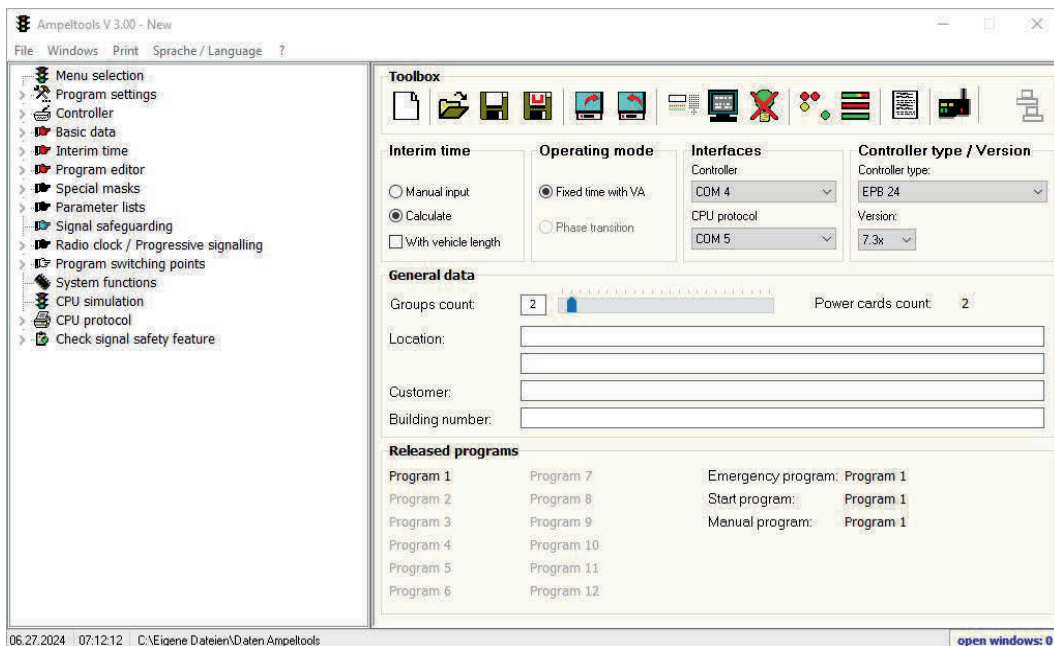 Ampeltools V 3.00 - New
File Windows Print Sprache / Language ?
Menu selection
Program settings
Controller
Basic data
Interim time
Program editor
Special masks
Parameter lists
Signal safeguarding
Radio clock / Progressive signalling
Program switching points
System functions
CPU simulation
CPU protocol
Check signal safety feature
Toolbox
Interim time
Manual input
Calculate
With vehicle length
Operating mode
Fixed time with VA
Phase transition
Interfaces
Controller
COM 4
CPU protocol
COM 5
Controller type / Version
Controller type:
EPB 24
Version:
7.3x
General data
Groups count: 2 Power cards count: 2
Location:
Customer:
Building number:
Released programs
Program 1 Program 7 Emergency program: Program 1
Program 2 Program 8 Start program: Program 1
Program 3 Program 9 Manual program: Program 1
Program 4 Program 10
Program 5 Program 11
Program 6 Program 12
06.27.2024 07:12:12 C:\Eigene Dateien\Daten Ampeltools open windows: 0